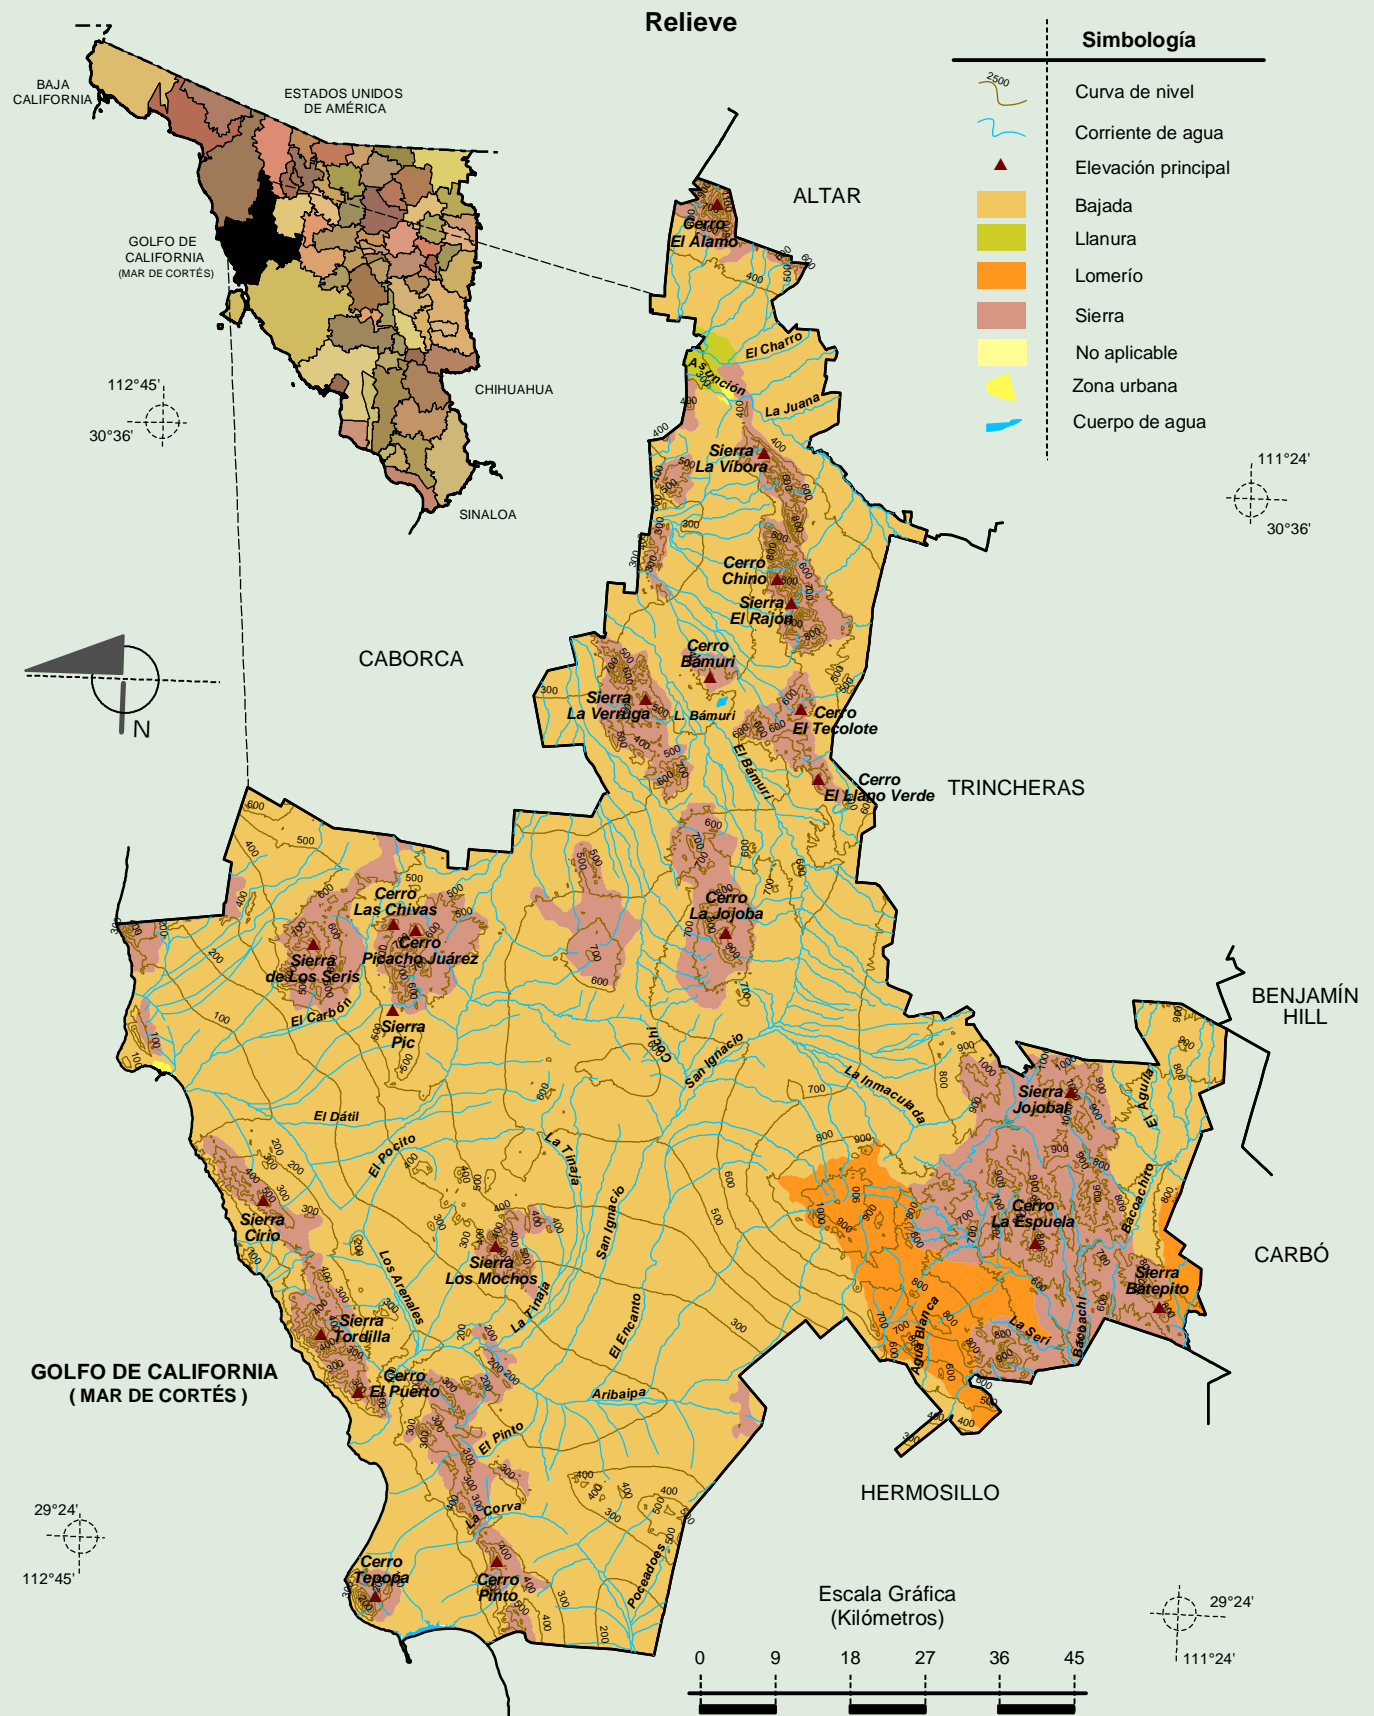 Relieve
Simbología
2500
Curva de nivel
Corriente de agua
Elevación principal
Bajada
Llanura
Lomerío
Sierra
No aplicable
Zona urbana
Cuerpo de agua
BAJA
CALIFORNIA
ESTADOS UNIDOS
DE AMÉRICA
GOLFO DE
CALIFORNIA
(MAR DE CORTÉS)
CHIHUAHUA
SINALOA
112°45'
30°36'
111°24'
30°36'
ALTAR
Cerro
El Álamo
El Charro
Asunción
La Juana
Sierra
La Víbora
Cerro
Chino
Sierra
El Rajón
CABORCA
N
Cerro
Bámuri
Sierra
La Verruga
L. Bámuri
Cerro
El Tecolote
El Bámuri
Cerro
El Llano Verde
TRINCHERAS
Cerro
Las Chivas
Cerro
Picacho Juárez
Sierra
de Los Seris
Cerro
La Jojoba
El Carbón
Sierra
Pic
Cochi
San Ignacio
BENJAMÍN
HILL
La Inmaculada
Sierra
Jojobal
El Aguila
El Dátil
El Pocito
La Tinaja
San Ignacio
Bacoachito
Cerro
La Espuela
Sierra
Cirio
Los Arenales
Sierra
Los Mochos
La Tinaja
El Encanto
CARBÓ
Sierra
Batepito
Sierra
Tordilla
Agua Blanca
La Seri
Bacoachi
GOLFO DE CALIFORNIA
( MAR DE CORTÉS )
Cerro
El Puerto
Aribaipa
El Pinto
HERMOSILLO
La Corva
29°24'
112°45'
Cerro
Tepopa
Cerro
Pinto
Poceadoes
Escala Gráfica
(Kilómetros)
0 9 18 27 36 45
29°24'
111°24'